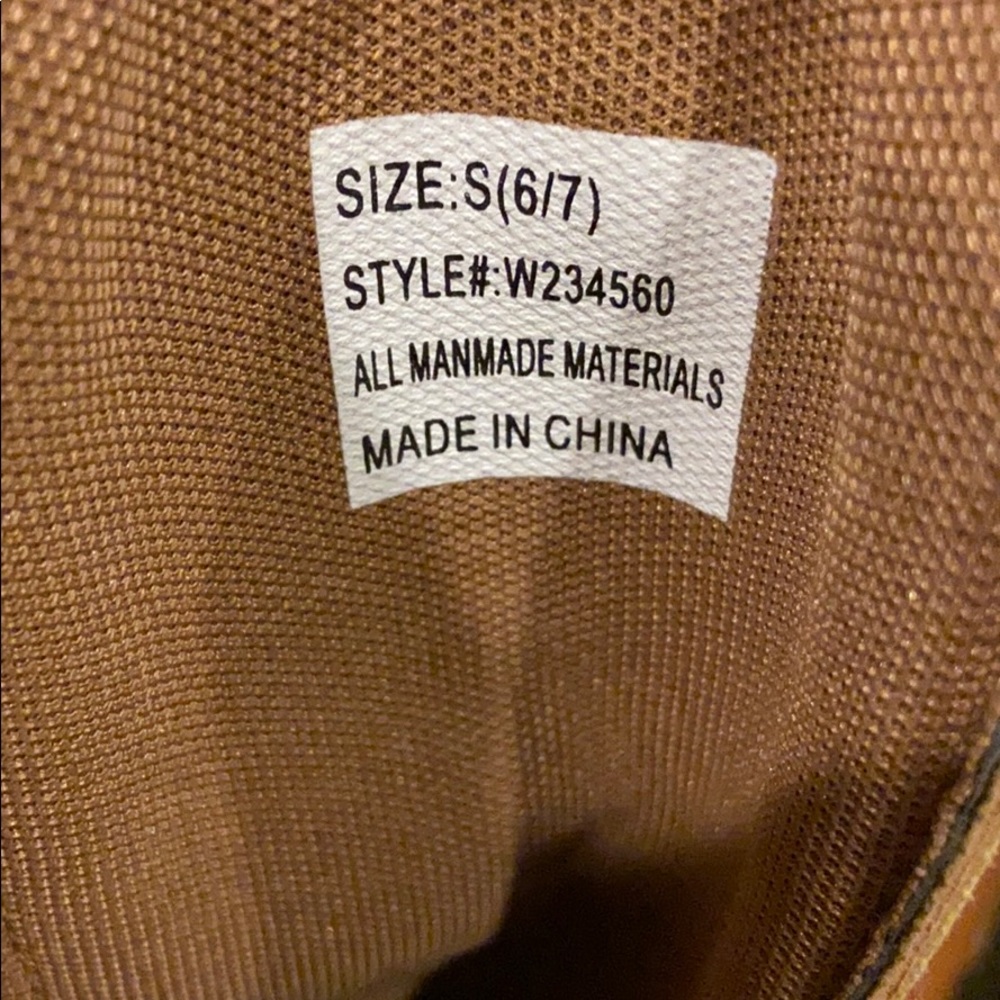 SIZE:S(6/7)
STYLE#:W234560
ALL MANMADE MATERIALS
MADE IN CHINA